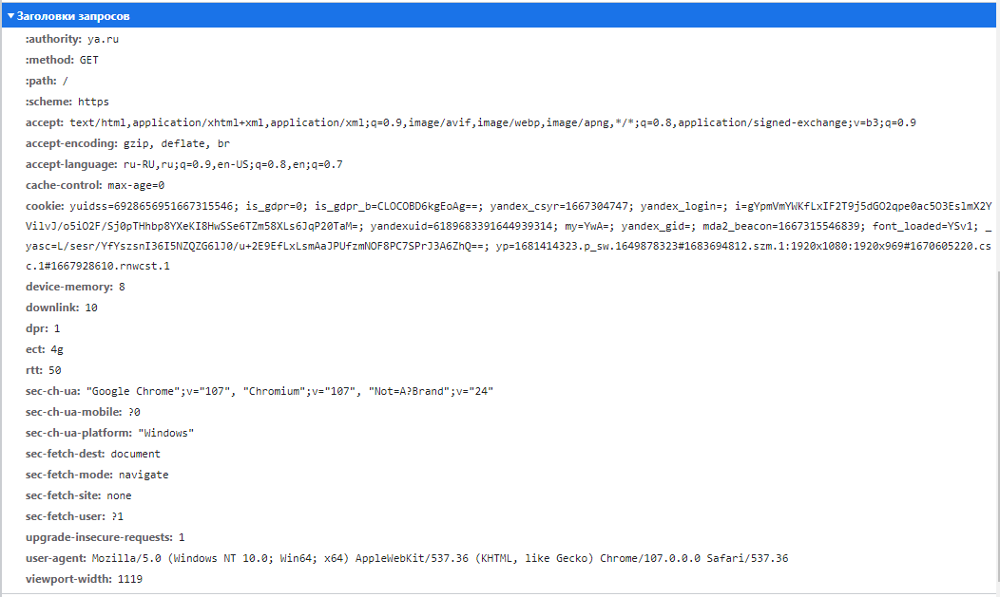 Заголовки запросов
:authority: ya.ru
:method: GET
:path: /
:scheme: https
accept: text/html,application/xhtml+xml,application/xml;q=0.9,image/avif,image/webp,image/apng,*/*;q=0.8,application/signed-exchange;v=b3;q=0.9
accept-encoding: gzip, deflate, br
accept-language: ru-RU,ru;q=0.9,en-US;q=0.8,en;q=0.7
cache-control: max-age=0
cookie: yuidss=6928656951667315546; is_gdpr=0; is_gdpr_b=CLOCOBD6kgEoAg==; yandex_csyr=1667304747; yandex_login=; i=gYpmVmYWKfLxIF2T9j5dGO2qpe0ac5O3EslmX2Y
VilvJ/o5iO2F/Sj0pTHhbp8YXeKI8HwSSe6TZm58XLs6JqP20TaM=; yandexuid=6189683391644939314; my=YwA=; yandex_gid=; mda2_beacon=1667315546839; font_loaded=YSv1; _
yasc=L/sesr/YfYszsnI36I5NZQZG6lJ0/u+2E9EfLxLsmAaJPUfzmNOF8PC7SPrJ3A6ZhQ==; yp=1681414323.p_sw.1649878323#1683694812.szm.1:1920x1080:1920x969#1670605220.cs
c.1#1667928610.rnwcst.1
device-memory: 8
downlink: 10
dpr: 1
ect: 4g
rtt: 50
sec-ch-ua: "Google Chrome";v="107", "Chromium";v="107", "Not=A?Brand";v="24"
sec-ch-ua-mobile: ?0
sec-ch-ua-platform: "Windows"
sec-fetch-dest: document
sec-fetch-mode: navigate
sec-fetch-site: none
sec-fetch-user: ?1
upgrade-insecure-requests: 1
user-agent: Mozilla/5.0 (Windows NT 10.0; Win64; x64) AppleWebKit/537.36 (KHTML, like Gecko) Chrome/107.0.0.0 Safari/537.36
viewport-width: 1119